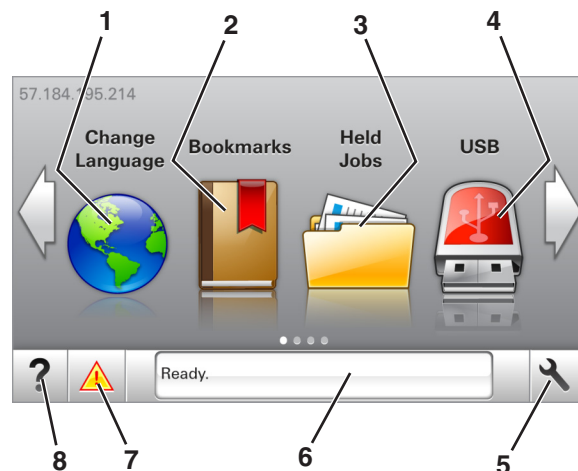 1 2 3 4
57.184.195.214
Change
Language
Bookmarks
Held
Jobs
USB
?
Ready.
8 7 6 5